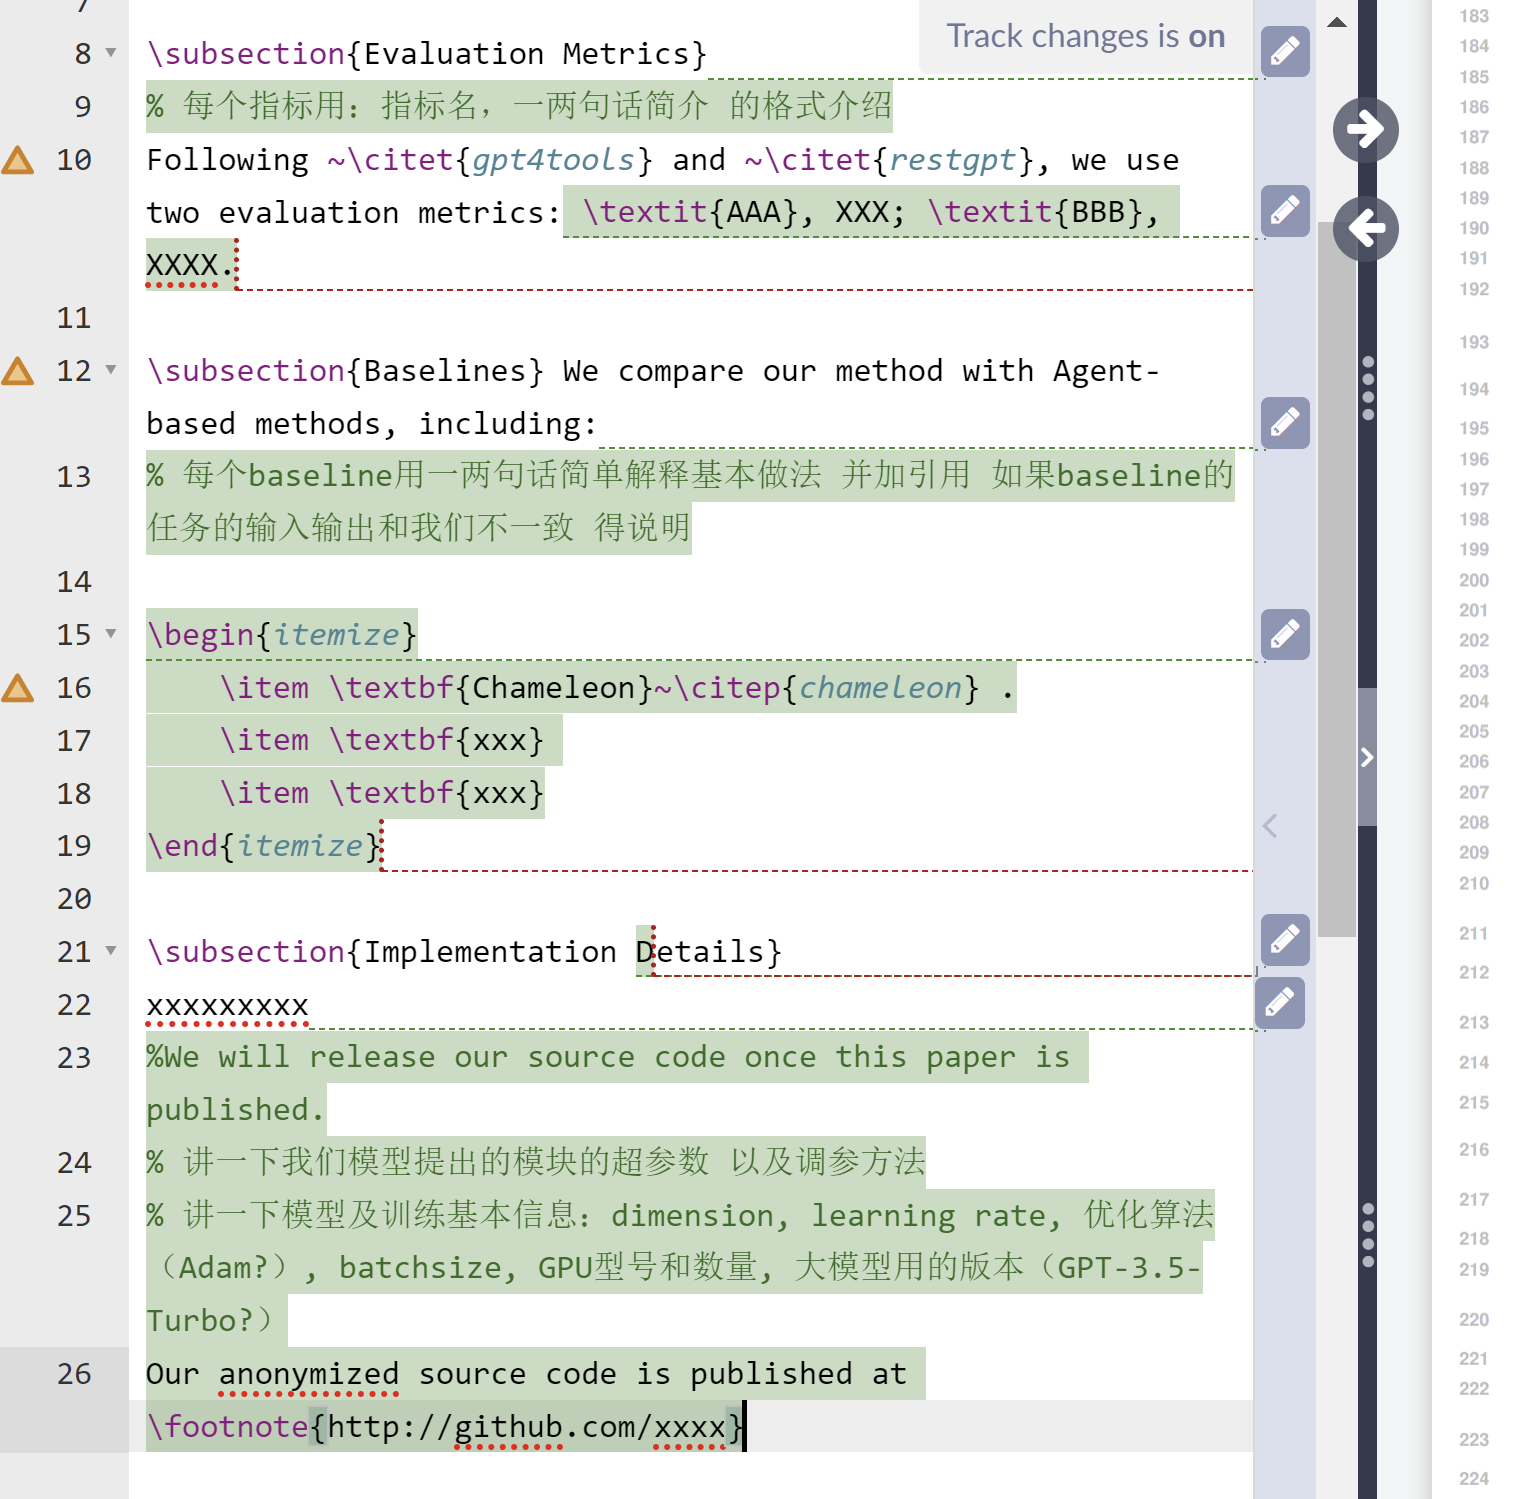 7
Track changes is on
8 \subsection{Evaluation Metrics}
9 % 每个指标用：指标名，一两句话简介 的格式介绍
10 Following ~\citet{gpt4tools} and ~\citet{restgpt}, we use
two evaluation metrics: \textit{AAA}, XXX; \textit{BBB},
XXXX.
11
12 \subsection{Baselines} We compare our method with Agent-
based methods, including:
13 % 每个baseline用一两句话简单解释基本做法 并加引用 如果baseline的
任务的输入输出和我们不一致 得说明
14
15 \begin{itemize}
16 \item \textbf{Chameleon}~\citep{chameleon} .
17 \item \textbf{xxx}
18 \item \textbf{xxx}
19 \end{itemize}
20
21 \subsection{Implementation Details}
22 xxxxxxxxx
23 %We will release our source code once this paper is
published.
24 % 讲一下我们模型提出的模块的超参数 以及调参方法
25 % 讲一下模型及训练基本信息：dimension, learning rate, 优化算法
（Adam?）, batchsize, GPU型号和数量, 大模型用的版本（GPT-3.5-
Turbo?）
26 Our anonymized source code is published at
\footnote{http://github.com/xxxx}
183
184
185
186
187
188
189
190
191
192
193
194
195
196
197
198
199
200
201
202
203
204
205
206
207
208
209
210
211
212
213
214
215
216
217
218
219
220
221
222
223
224